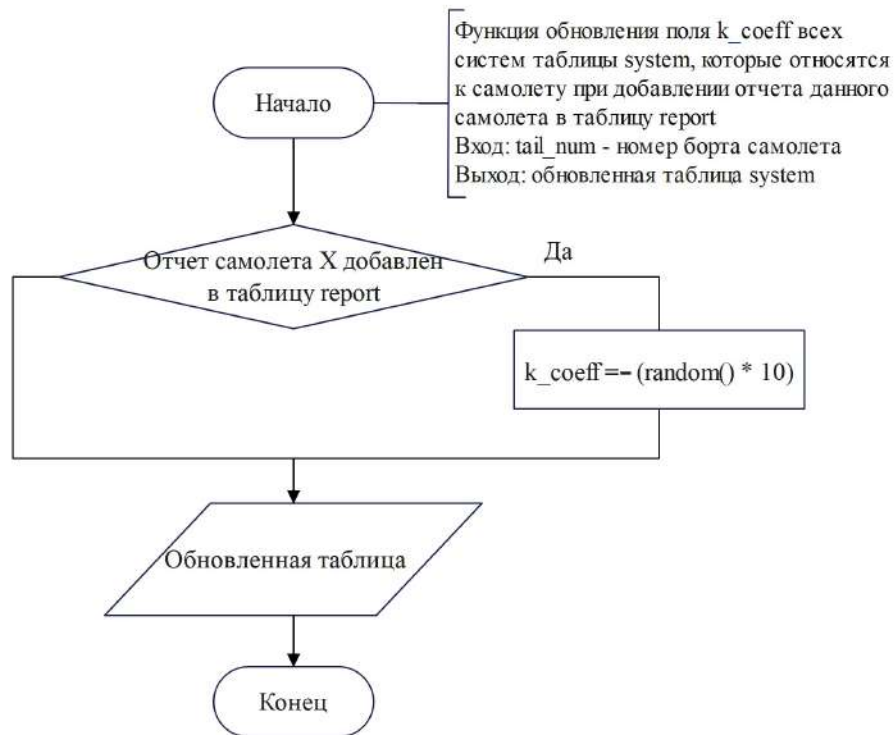 Функция обновления поля k_coeff всех
систем таблицы system, которые относятся
к самолету при добавлении отчета данного
самолета в таблицу report
Вход: tail_num - номер борта самолета
Выход: обновленная таблица system
Начало
Отчет самолета X добавлен
в таблицу report
Да
k_coeff =- (random() * 10)
Обновленная таблица
Конец